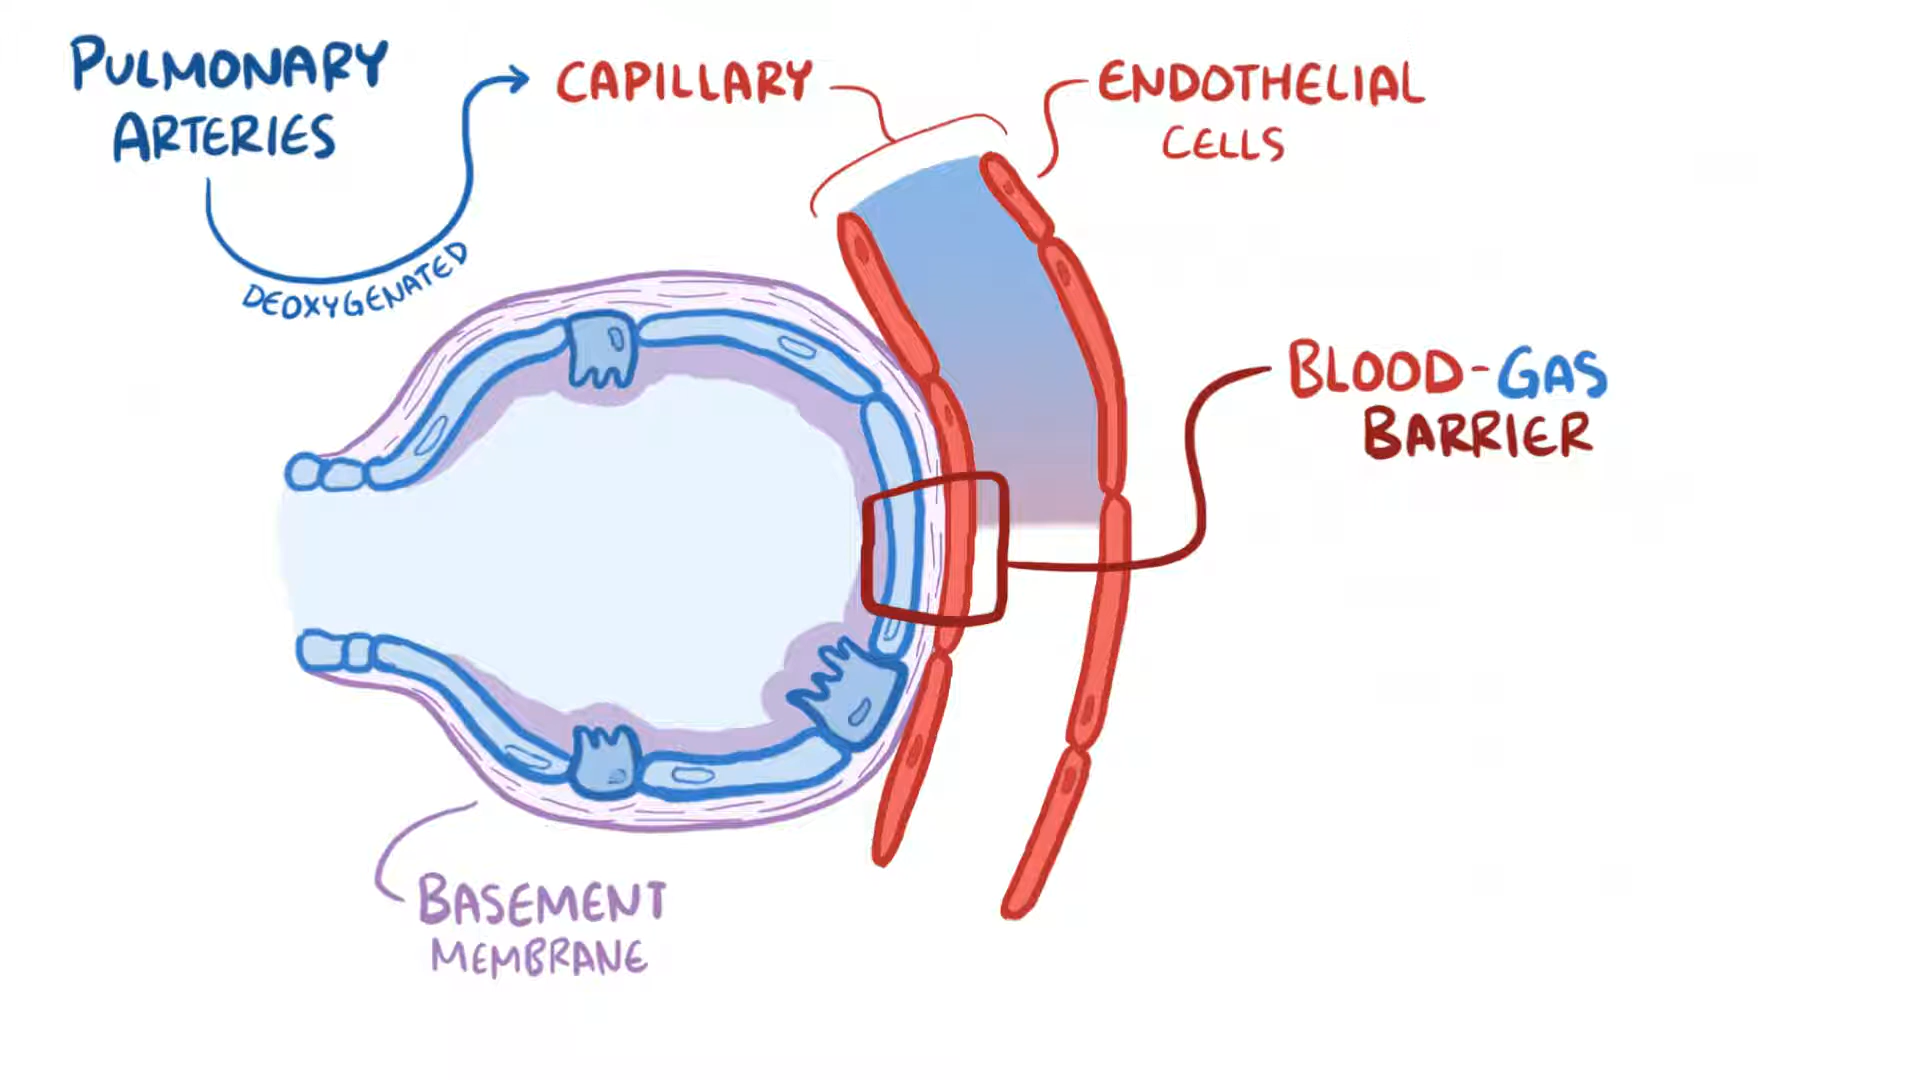 PULMONARY
ARTERIES
DEOXYGENATED
CAPILLARY
ENDOTHELIAL
CELLS
BLOOD-GAS
BARRIER
BASEMENT
MEMBRANE